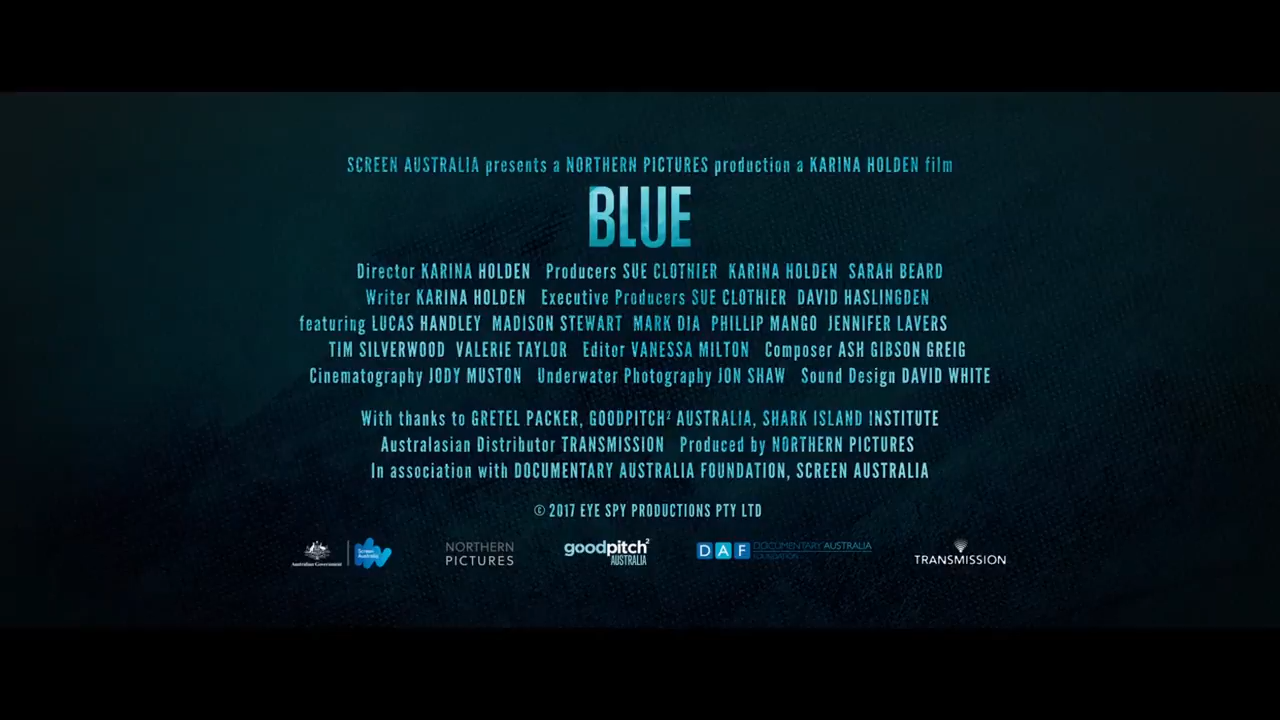 SCREEN AUSTRALIA presents a NORTHERN PICTURES production a KARINA HOLDEN film
BLUE
Director KARINA HOLDEN Producers SUE CLOTHIER KARINA HOLDEN SARAH BEARD
Writer KARINA HOLDEN Executive Producers SUE CLOTHIER DAVID HASLINGDEN
featuring LUCAS HANDLEY MADISON STEWART MARK DIA PHILLIP MANGO JENNIFER LAVERS
TIM SILVERWOOD VALERIE TAYLOR Editor VANESSA MILTON Composer ASH GIBSON GREIG
Cinematography JODY MUSTON Underwater Photography JON SHAW Sound Design DAVID WHITE
With thanks to GRETEL PACKER, GOODPITCH² AUSTRALIA, SHARK ISLAND INSTITUTE
Australasian Distributor TRANSMISSION Produced by NORTHERN PICTURES
In association with DOCUMENTARY AUSTRALIA FOUNDATION, SCREEN AUSTRALIA
© 2017 EYE SPY PRODUCTIONS PTY LTD
Australian Government
Screen
Australia
NORTHERN
PICTURES
goodpitch²
AUSTRALIA
DAF DOCUMENTARY AUSTRALIA
FOUNDATION
TRANSMISSION